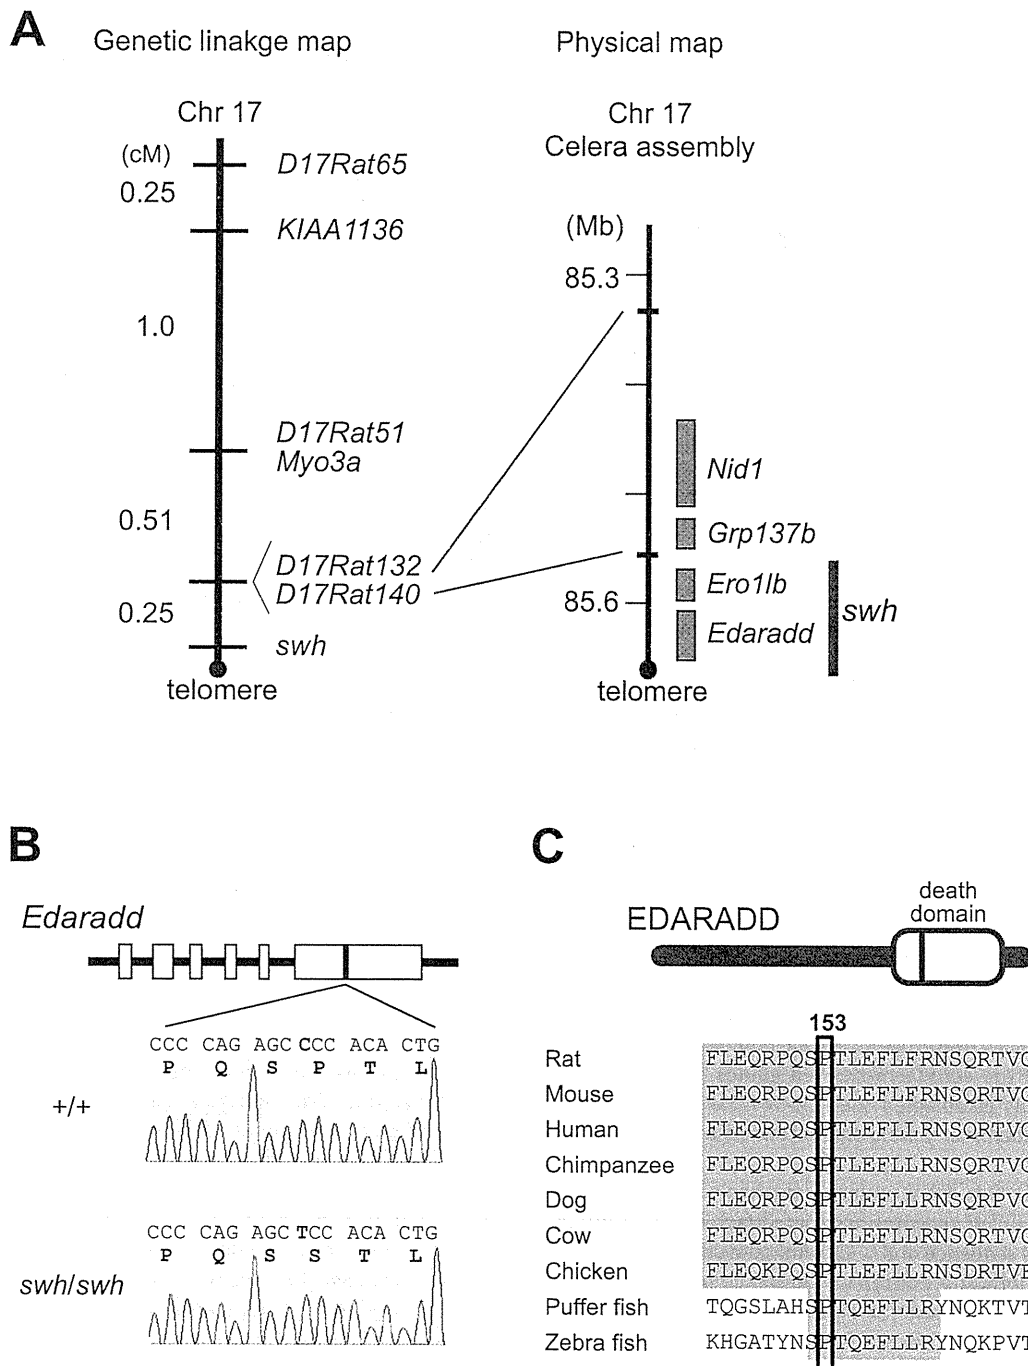 A
Genetic linakge map
Physical map
Chr 17
Chr 17
Celera assembly
(cM)
0.25
1.0
0.51
0.25
D17Rat65
KIAA1136
D17Rat51
Myo3a
D17Rat132
D17Rat140
swh
telomere
(Mb)
85.3
85.6
Nid1
Grp137b
Ero1lb
Edaradd
swh
telomere
B
Edaradd
CCC CAG AGC CCC ACA CTG
P Q S P T L
+/+
CCC CAG AGC TCC ACA CTG
P Q S S T L
swh/swh
C
EDARADD
death
domain
153
Rat FLEQRPQSPTLEFLFRNSQRTVG
Mouse FLEQRPQSPTLEFLFRNSQRTVG
Human FLEQRPQSPTLEFLLRNSQRTVG
Chimpanzee FLEQRPQSPTLEFLLRNSQRTVG
Dog FLEQRPQSPTLEFLLRNSQRPVG
Cow FLEQRPQSPTLEFLLRNSQRTVG
Chicken FLEQKPQSPTLEFLLRNSDRTVE
Puffer fish TQGSLAHSPTQEFLLRYNQKTVT
Zebra fish KHGATYNSPTQEFLLRYNQKPVT